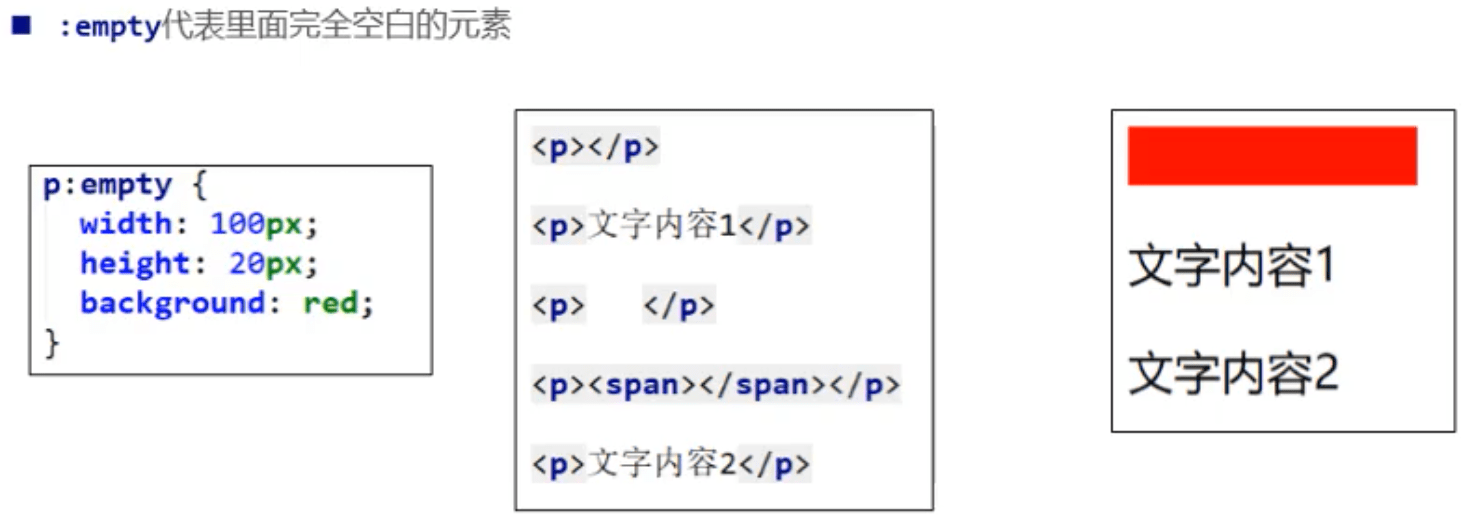 :empty代表里面完全空白的元素
p:empty {
  width: 100px;
  height: 20px;
  background: red;
}
<p></p>
<p>文字内容1</p>
<p>   </p>
<p><span></span></p>
<p>文字内容2</p>
文字内容1
文字内容2